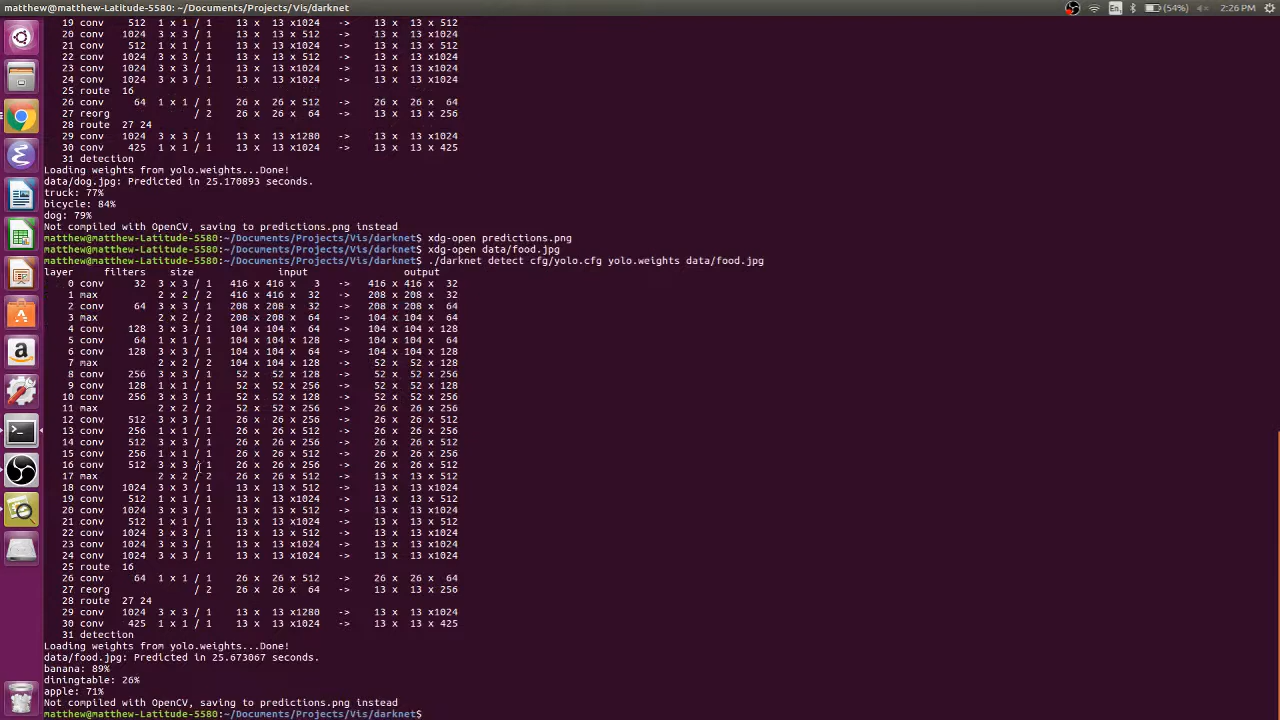 matthew@matthew-Latitude-5580: ~/Documents/Projects/Vis/darknet
En
(54%)
2:26 PM
19 conv 512 1 x 1 / 1 13 x 13 x1024 -> 13 x 13 x 512
20 conv 1024 3 x 3 / 1 13 x 13 x 512 -> 13 x 13 x1024
21 conv 512 1 x 1 / 1 13 x 13 x1024 -> 13 x 13 x 512
22 conv 1024 3 x 3 / 1 13 x 13 x 512 -> 13 x 13 x1024
23 conv 1024 3 x 3 / 1 13 x 13 x1024 -> 13 x 13 x1024
24 conv 1024 3 x 3 / 1 13 x 13 x1024 -> 13 x 13 x1024
25 route 16
26 conv 64 1 x 1 / 1 26 x 26 x 512 -> 26 x 26 x 64
27 reorg / 2 26 x 26 x 64 -> 13 x 13 x 256
28 route 27 24
29 conv 1024 3 x 3 / 1 13 x 13 x1280 -> 13 x 13 x1024
30 conv 425 1 x 1 / 1 13 x 13 x1024 -> 13 x 13 x 425
31 detection
Loading weights from yolo.weights...Done!
data/dog.jpg: Predicted in 25.170893 seconds.
truck: 77%
bicycle: 84%
dog: 79%
Not compiled with OpenCV, saving to predictions.png instead
matthew@matthew-Latitude-5580:~/Documents/Projects/Vis/darknet$ xdg-open predictions.png
matthew@matthew-Latitude-5580:~/Documents/Projects/Vis/darknet$ xdg-open data/food.jpg
matthew@matthew-Latitude-5580:~/Documents/Projects/Vis/darknet$ ./darknet detect cfg/yolo.cfg yolo.weights data/food.jpg
layer filters size input output
0 conv 32 3 x 3 / 1 416 x 416 x 3 -> 416 x 416 x 32
1 max 2 x 2 / 2 416 x 416 x 32 -> 208 x 208 x 32
2 conv 64 3 x 3 / 1 208 x 208 x 32 -> 208 x 208 x 64
3 max 2 x 2 / 2 208 x 208 x 64 -> 104 x 104 x 64
4 conv 128 3 x 3 / 1 104 x 104 x 64 -> 104 x 104 x 128
5 conv 64 1 x 1 / 1 104 x 104 x 128 -> 104 x 104 x 64
6 conv 128 3 x 3 / 1 104 x 104 x 64 -> 104 x 104 x 128
7 max 2 x 2 / 2 104 x 104 x 128 -> 52 x 52 x 128
8 conv 256 3 x 3 / 1 52 x 52 x 128 -> 52 x 52 x 256
9 conv 128 1 x 1 / 1 52 x 52 x 256 -> 52 x 52 x 128
10 conv 256 3 x 3 / 1 52 x 52 x 128 -> 52 x 52 x 256
11 max 2 x 2 / 2 52 x 52 x 256 -> 26 x 26 x 256
12 conv 512 3 x 3 / 1 26 x 26 x 256 -> 26 x 26 x 512
13 conv 256 1 x 1 / 1 26 x 26 x 512 -> 26 x 26 x 256
14 conv 512 3 x 3 / 1 26 x 26 x 256 -> 26 x 26 x 512
15 conv 256 1 x 1 / 1 26 x 26 x 512 -> 26 x 26 x 256
16 conv 512 3 x 3 / 1 26 x 26 x 256 -> 26 x 26 x 512
17 max 2 x 2 / 2 26 x 26 x 512 -> 13 x 13 x 512
18 conv 1024 3 x 3 / 1 13 x 13 x 512 -> 13 x 13 x1024
19 conv 512 1 x 1 / 1 13 x 13 x1024 -> 13 x 13 x 512
20 conv 1024 3 x 3 / 1 13 x 13 x 512 -> 13 x 13 x1024
21 conv 512 1 x 1 / 1 13 x 13 x1024 -> 13 x 13 x 512
22 conv 1024 3 x 3 / 1 13 x 13 x 512 -> 13 x 13 x1024
23 conv 1024 3 x 3 / 1 13 x 13 x1024 -> 13 x 13 x1024
24 conv 1024 3 x 3 / 1 13 x 13 x1024 -> 13 x 13 x1024
25 route 16
26 conv 64 1 x 1 / 1 26 x 26 x 512 -> 26 x 26 x 64
27 reorg / 2 26 x 26 x 64 -> 13 x 13 x 256
28 route 27 24
29 conv 1024 3 x 3 / 1 13 x 13 x1280 -> 13 x 13 x1024
30 conv 425 1 x 1 / 1 13 x 13 x1024 -> 13 x 13 x 425
31 detection
Loading weights from yolo.weights...Done!
data/food.jpg: Predicted in 25.673067 seconds.
banana: 89%
diningtable: 26%
apple: 71%
Not compiled with OpenCV, saving to predictions.png instead
matthew@matthew-Latitude-5580:~/Documents/Projects/Vis/darknet$